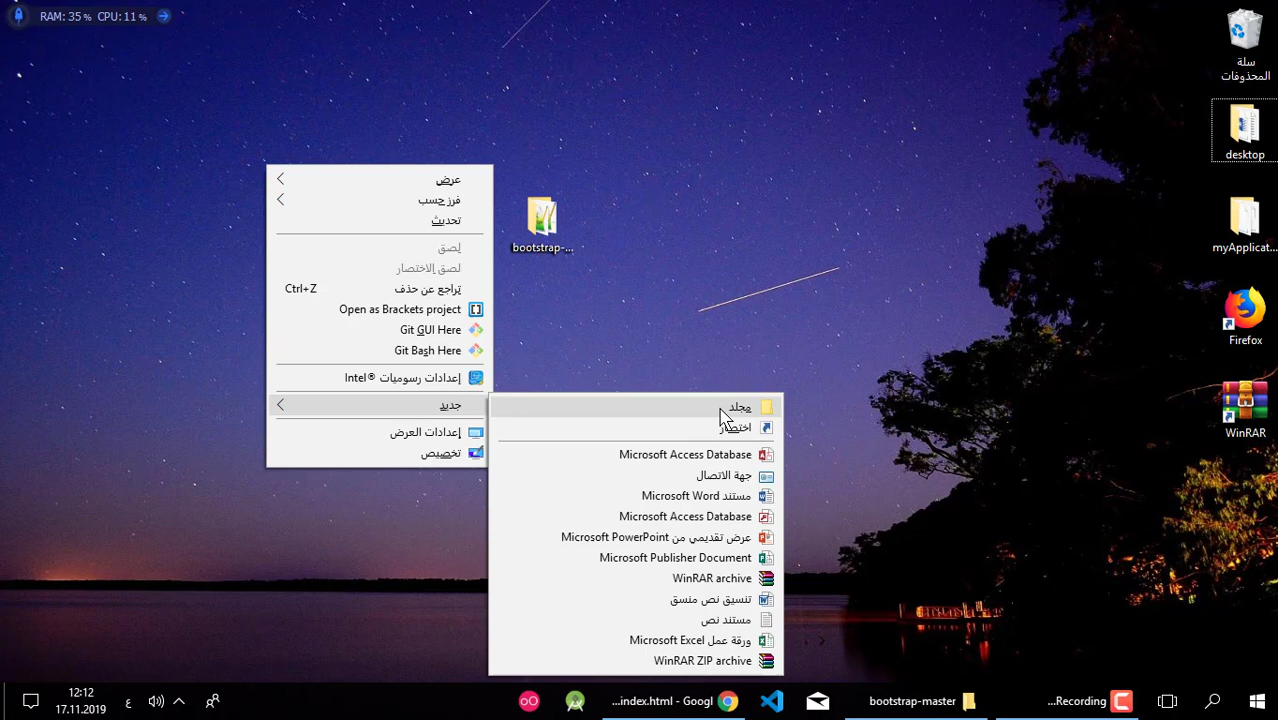 RAM: 35 % CPU: 11 %
سلة
المحذوفات
desktop
myApplicat...
Firefox
WinRAR
bootstrap-...
عرض
فرز حسب
تحديث
لصق
لصق الاختصار
تراجع عن حذف Ctrl+Z
Open as Brackets project
Git GUI Here
Git Bash Here
إعدادات رسوميات Intel®
جديد
إعدادات العرض
تخصيص
مجلد
اختصار
Microsoft Access Database
جهة الاتصال
مستند Microsoft Word
Microsoft Access Database
عرض تقديمي من Microsoft PowerPoint
Microsoft Publisher Document
WinRAR archive
تنسيق نص منسق
مستند نص
ورقة عمل Microsoft Excel
WinRAR ZIP archive
...Recording
bootstrap-master
...index.html - Googl
ع
12:12
17.11.2019